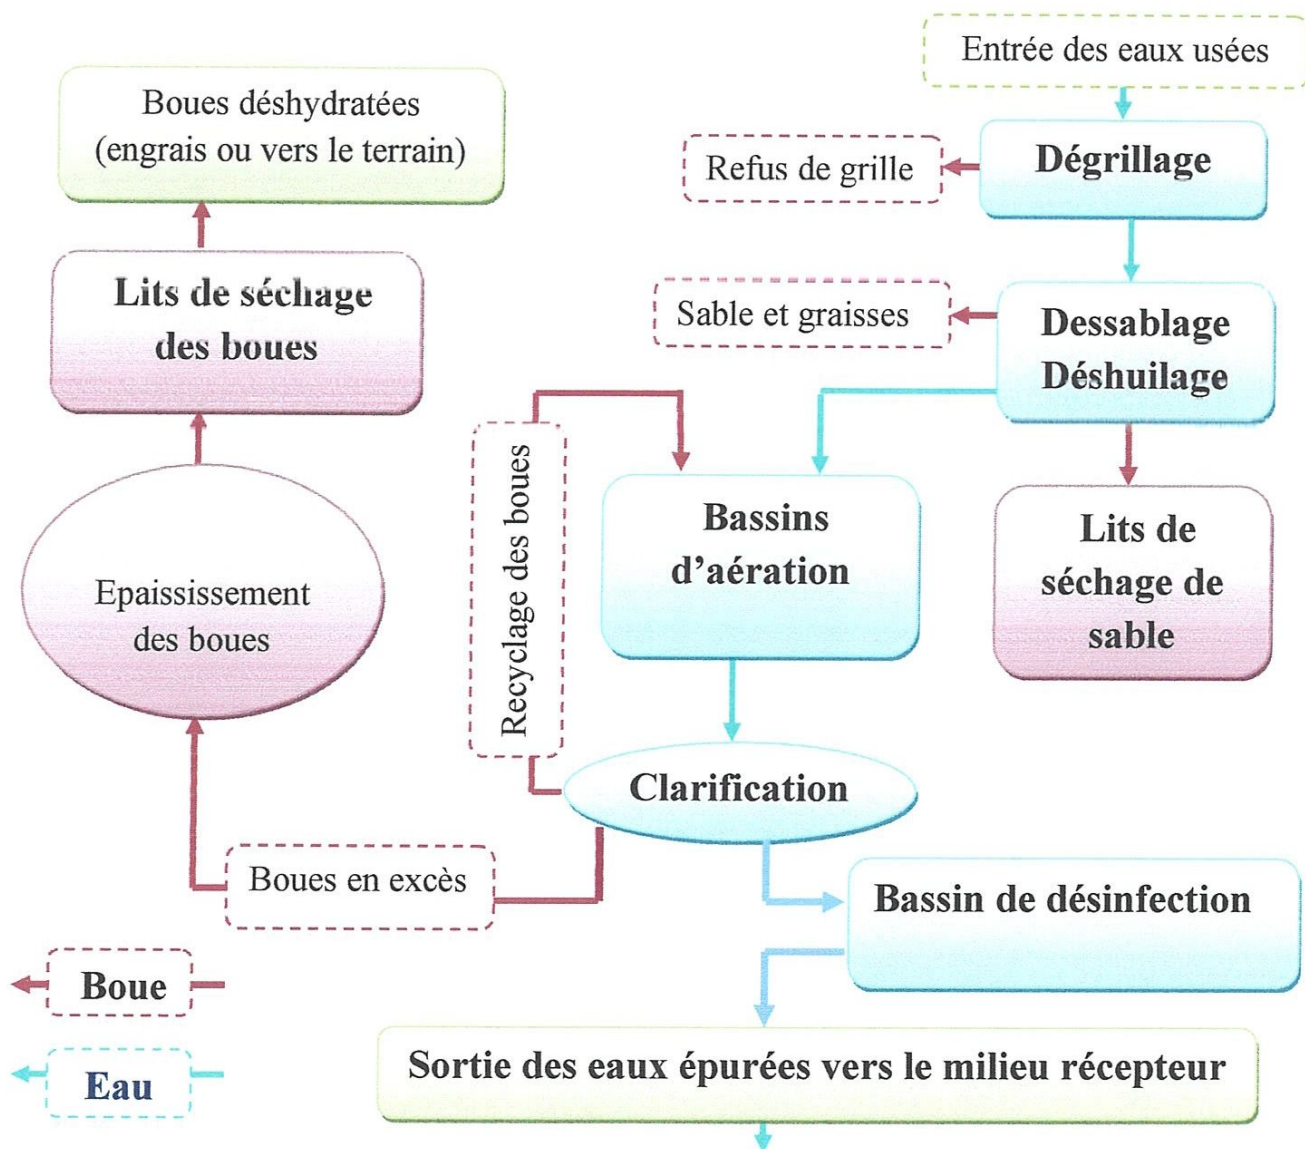 Entrée des eaux usées
Boues déshydratées
(engrais ou vers le terrain)
Dégrillage
Refus de grille
Lits de séchage
des boues
Sable et graisses
Dessablage
Déshuilage
Recyclage des boues
Bassins
d'aération
Lits de
séchage de
sable
Epaississement
des boues
Clarification
Boues en excès
Bassin de désinfection
Boue
Eau
Sortie des eaux épurées vers le milieu récepteur